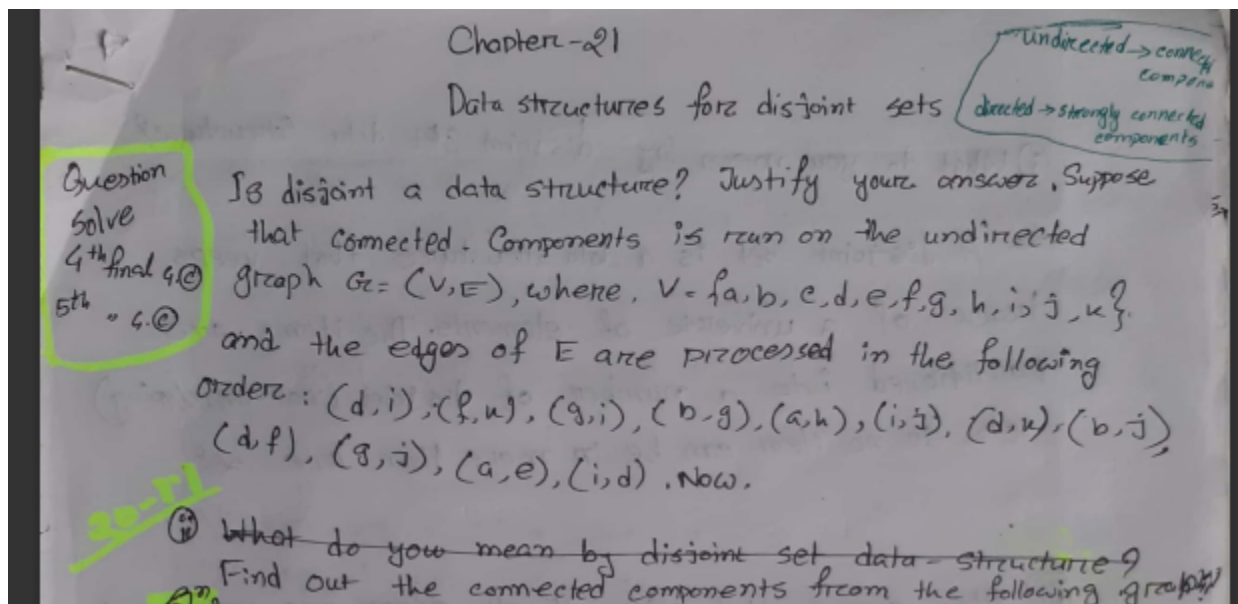 Chapter-21
Data structures for disjoint sets
undirected → connect
compone
directed → strongly connected
components
Question
Solve
4th final 4.ⓒ
5th " 4.ⓒ
Is disjoint a data structure? Justify your answer. Suppose
that Connected. Components is run on the undirected
graph G = (V,E), where, V = {a,b,c,d,e,f,g,h,i,j,k}.
and the edges of E are processed in the following
order: (d,i), (f,k), (g,i), (b,g), (a,h), (i,j), (d,k), (b,j),
(d,f), (g,j), (a,e), (i,d). Now.
What do you mean by disjoint set data-structure?
Find out the connected components from the following